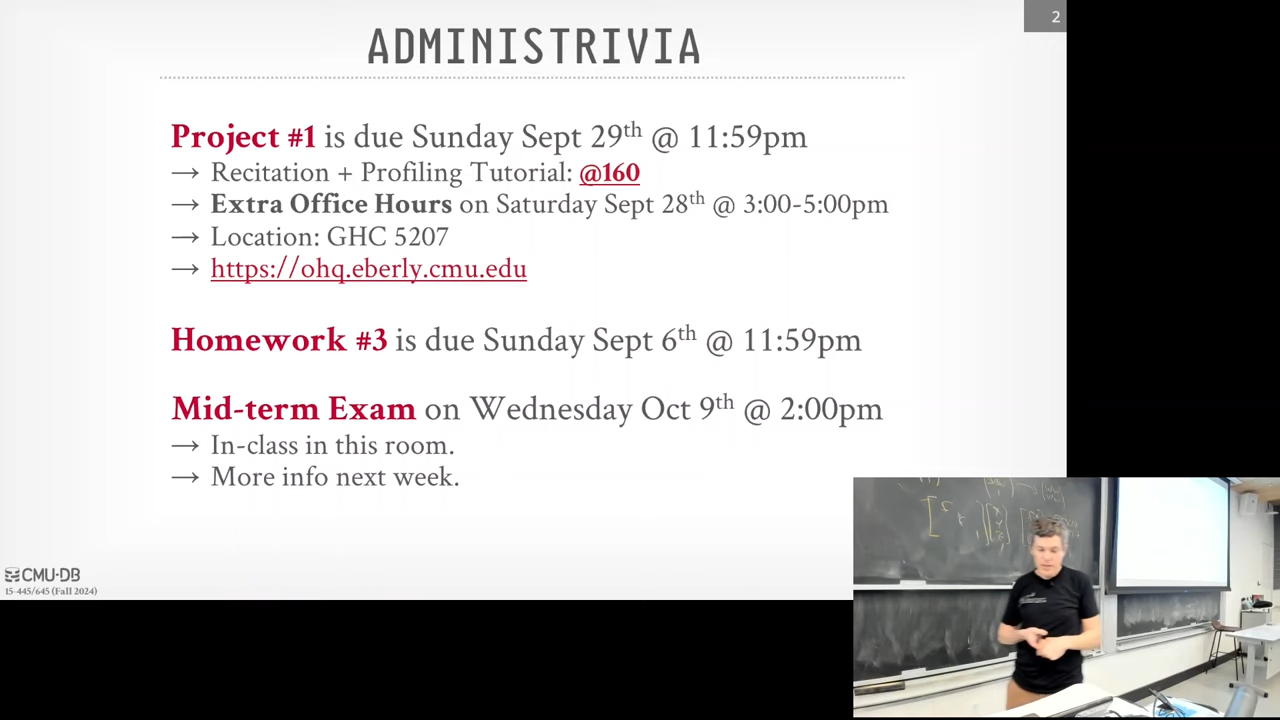 2
ADMINISTRIVIA
Project #1 is due Sunday Sept 29th @ 11:59pm
→ Recitation + Profiling Tutorial: @160
→ Extra Office Hours on Saturday Sept 28th @ 3:00-5:00pm
→ Location: GHC 5207
→ https://ohq.eberly.cmu.edu
Homework #3 is due Sunday Sept 6th @ 11:59pm
Mid-term Exam on Wednesday Oct 9th @ 2:00pm
→ In-class in this room.
→ More info next week.
CMU·DB
15-445/645 (Fall 2024)